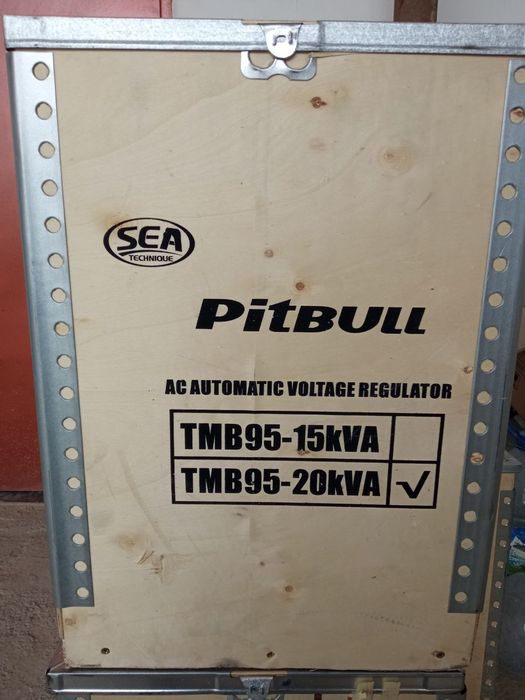 SEA
TECHNIQUE
PitBULL
AC AUTOMATIC VOLTAGE REGULATOR
TMB95-15kVA
TMB95-20kVA √